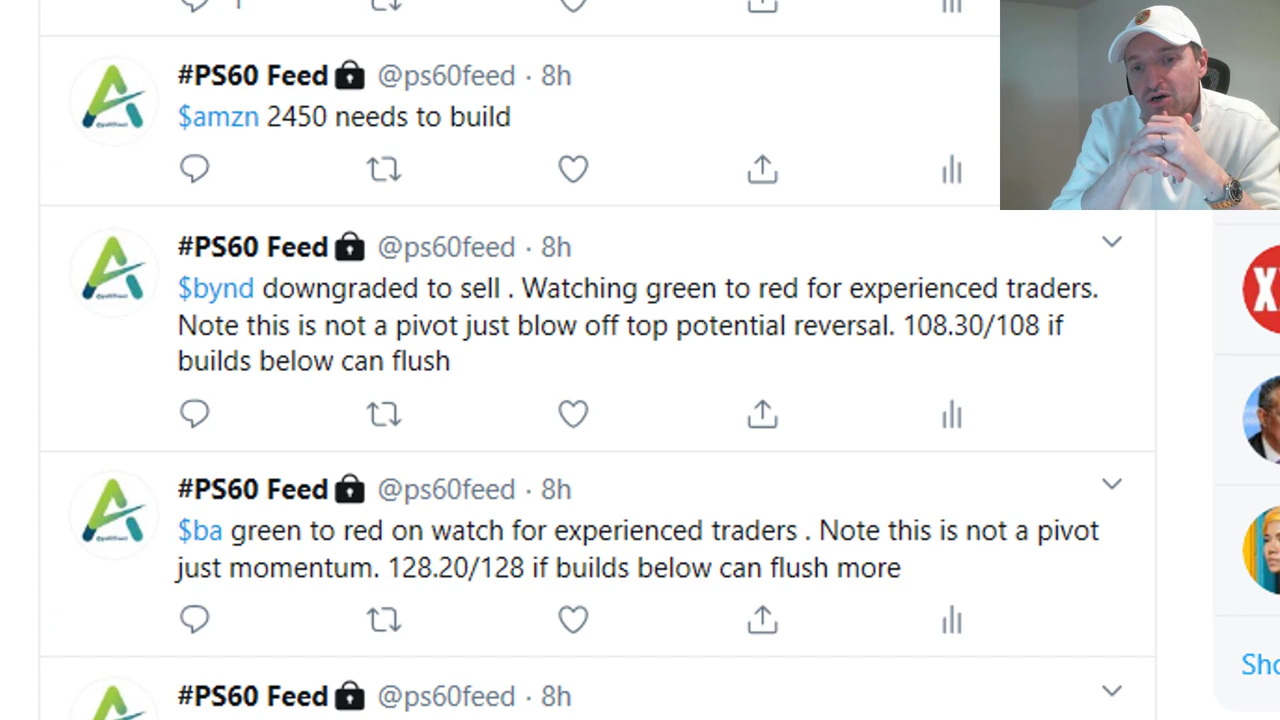 #PS60 Feed @ps60feed · 8h
$amzn 2450 needs to build
#PS60 Feed @ps60feed · 8h
$bynd downgraded to sell . Watching green to red for experienced traders.
Note this is not a pivot just blow off top potential reversal. 108.30/108 if
builds below can flush
#PS60 Feed @ps60feed · 8h
$ba green to red on watch for experienced traders . Note this is not a pivot
just momentum. 128.20/128 if builds below can flush more
#PS60 Feed @ps60feed · 8h